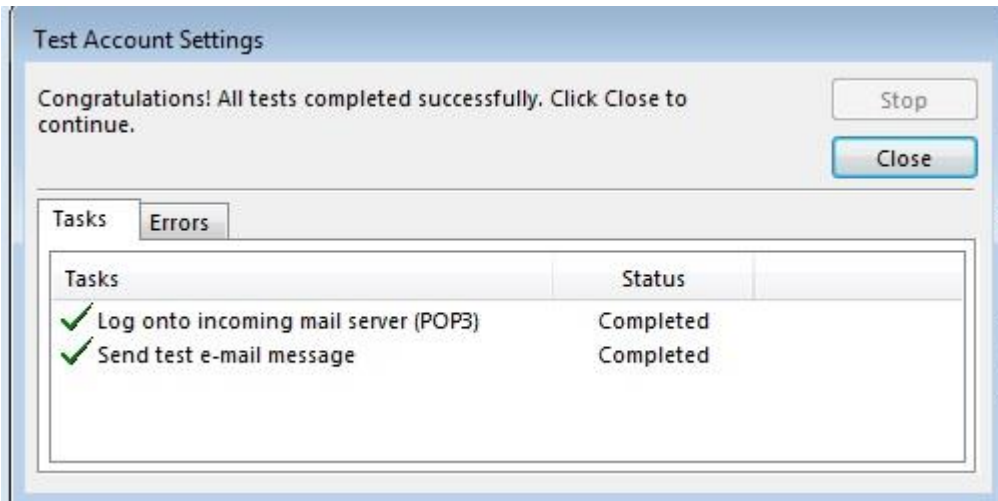 Test Account Settings
Congratulations! All tests completed successfully. Click Close to
continue.
Stop
Close
Tasks Errors
Tasks Status
Log onto incoming mail server (POP3) Completed
Send test e-mail message Completed